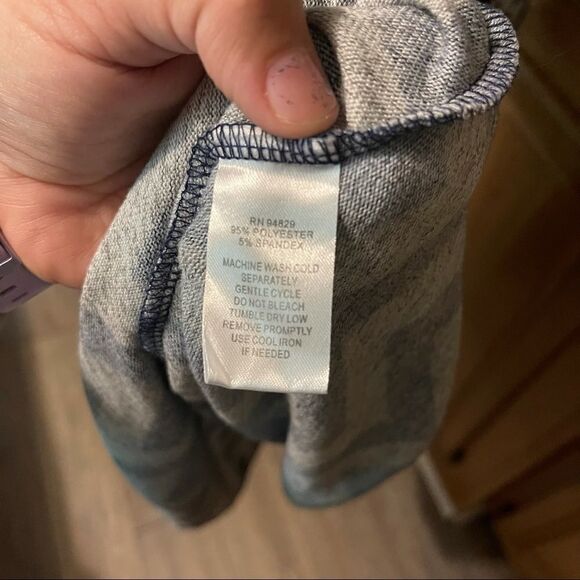 RN 94829
95% POLYESTER
5% SPANDEX
MACHINE WASH COLD
SEPARATELY
GENTLE CYCLE
DO NOT BLEACH
TUMBLE DRY LOW
REMOVE PROMPTLY
USE COOL IRON
IF NEEDED